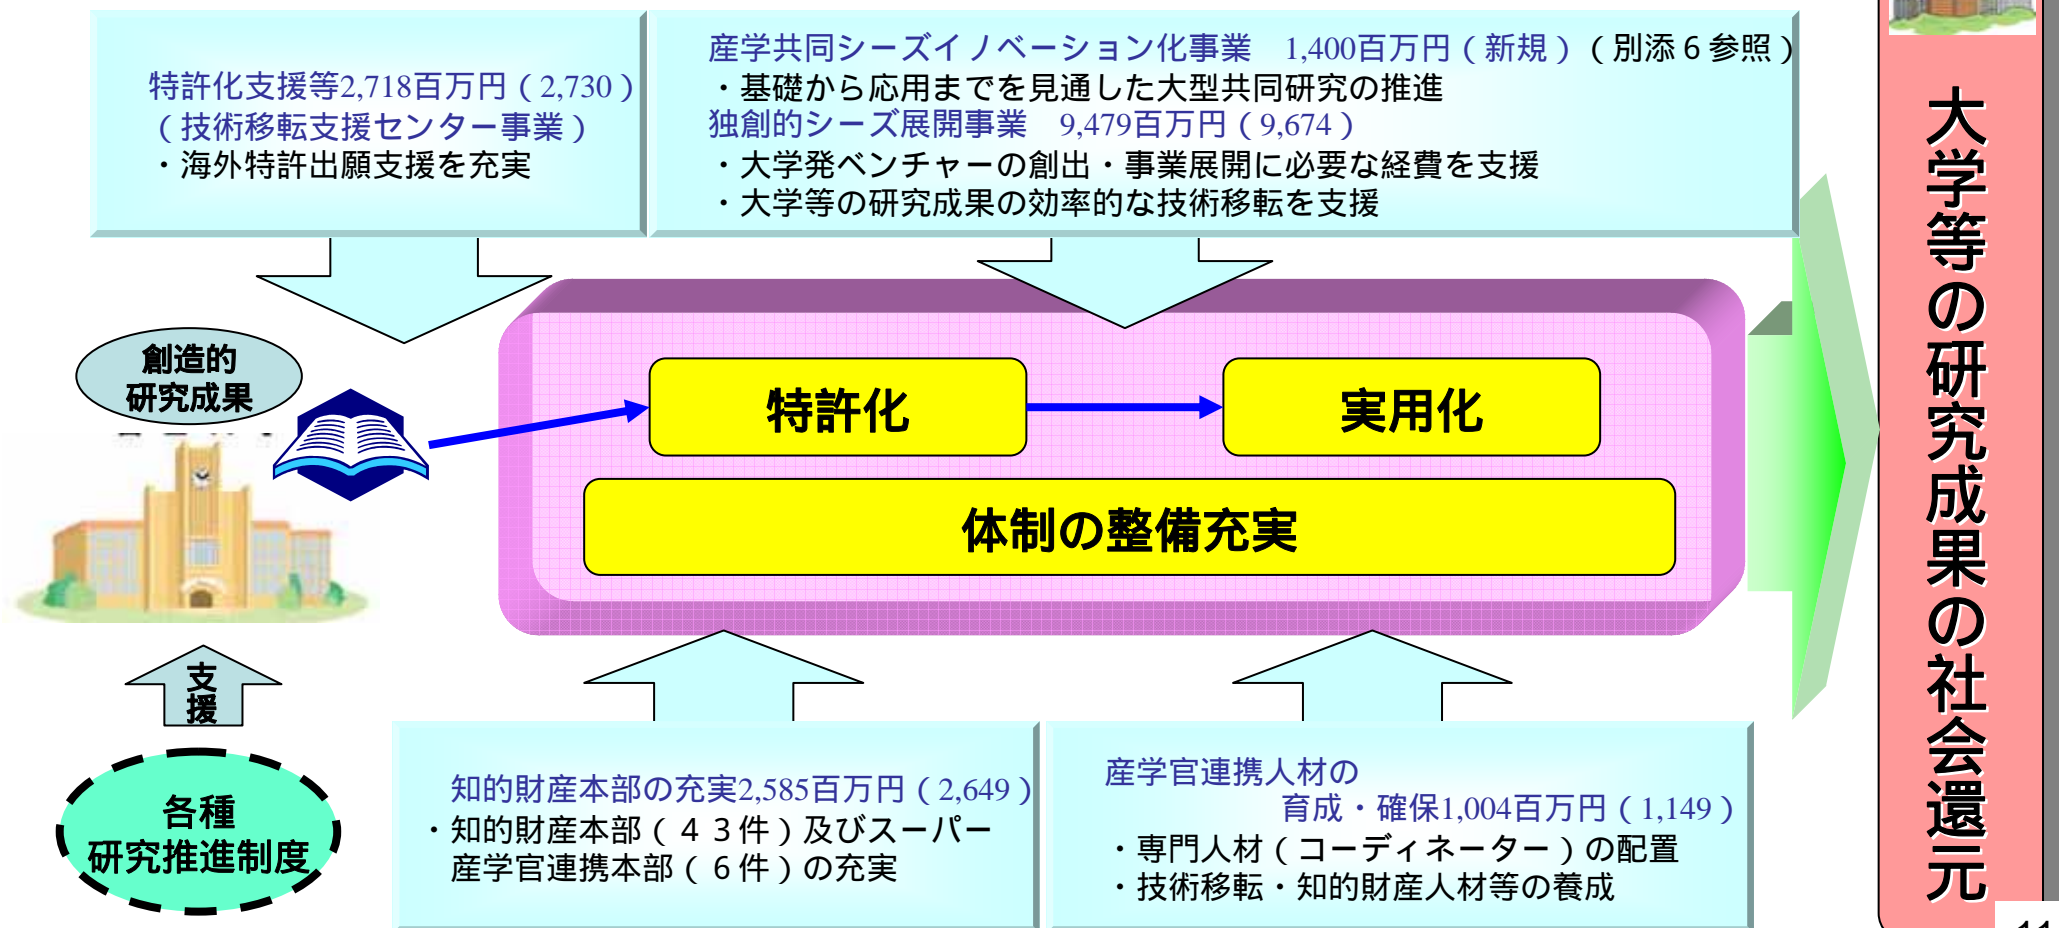 特許化支援等2,718百万円（2,730）
（技術移転支援センター事業）
・海外特許出願支援を充実
産学共同シーズイノベーション化事業　1,400百万円（新規）（別添６参照）
・基礎から応用までを見通した大型共同研究の推進
独創的シーズ展開事業　9,479百万円（9,674）
・大学発ベンチャーの創出・事業展開に必要な経費を支援
・大学等の研究成果の効率的な技術移転を支援
創造的
研究成果
特許化
実用化
体制の整備充実
支援
各種
研究推進制度
知的財産本部の充実2,585百万円（2,649）
・知的財産本部（４３件）及びスーパー
産学官連携本部（６件）の充実
産学官連携人材の
育成・確保1,004百万円（1,149）
・専門人材（コーディネーター）の配置
・技術移転・知的財産人材等の養成
大学等の研究成果の社会還元